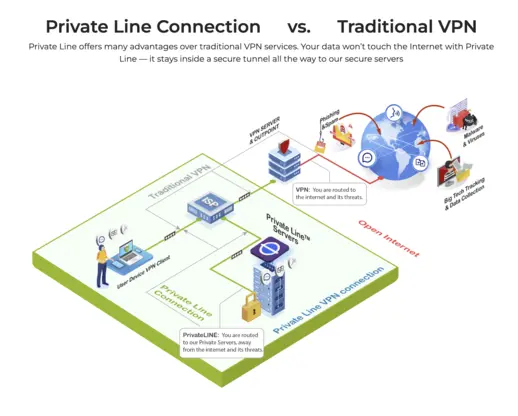 Private Line Connection vs. Traditional VPN
Private Line offers many advantages over traditional VPN services. Your data won't touch the Internet with Private
Line — it stays inside a secure tunnel all the way to our secure servers
VPN SERVER
& OUTPOINT
Phishing
& Spam
Malware
& Viruses
Traditional VPN
VPN: You are routed to
the internet and its threats.
Big Tech Tracking
& Data Collection
ISP
Open Internet
Private Line™
Servers
User Device VPN Client
Private Line
Connection
Private Line VPN connection
PrivateLINE: You are routed
to our Private Servers, away
from the internet and its threats.